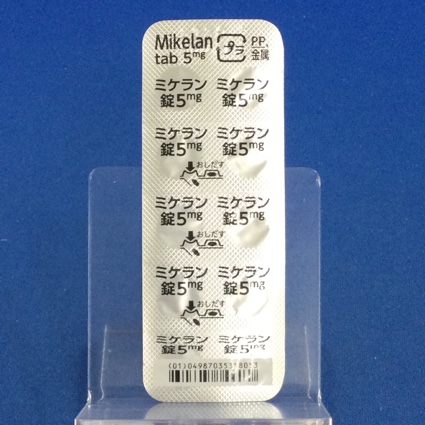 Mikelan
tab 5mg
プラ
PP,
金属
ミケラン ミケラン
錠5mg 錠5mg
ミケラン ミケラン
錠5mg 錠5mg
おしだす
ミケラン ミケラン
錠5mg 錠5mg
おしだす
ミケラン ミケラン
錠5mg 錠5mg
おしだす
ミケラン ミケラン
錠5mg 錠5mg
(01)04987035358013